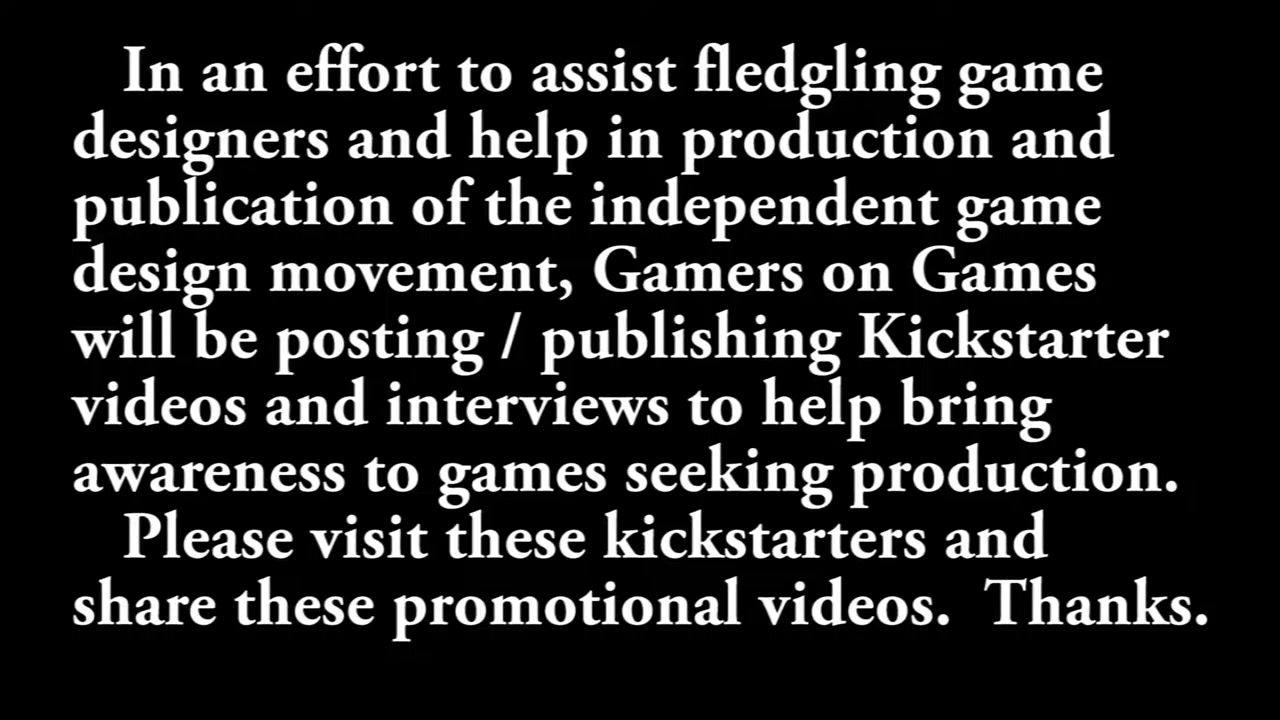 In an effort to assist fledgling game
designers and help in production and
publication of the independent game
design movement, Gamers on Games
will be posting / publishing Kickstarter
videos and interviews to help bring
awareness to games seeking production.
Please visit these kickstarters and
share these promotional videos.  Thanks.